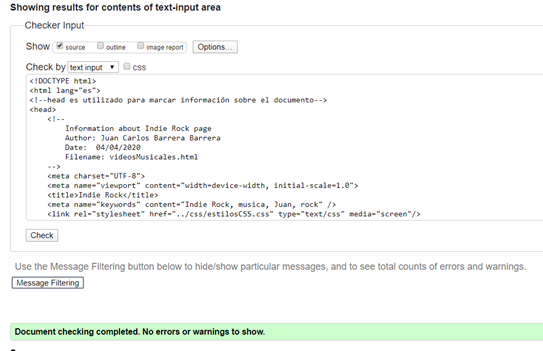 Showing results for contents of text-input area
Checker Input
Show source outline image report Options...
Check by text input css
<!DOCTYPE html>
<html lang="es">
<!--head es utilizado para marcar información sobre el documento-->
<head>
<!--
Information about Indie Rock page
Author: Juan Carlos Barrera Barrera
Date: 04/04/2020
Filename: videosMusicales.html
-->
<meta charset="UTF-8">
<meta name="viewport" content="width=device-width, initial-scale=1.0">
<title>Indie Rock</title>
<meta name="keywords" content="Indie Rock, musica, Juan, rock" />
<link rel="stylesheet" href="../css/estilosCSS.css" type="text/css" media="screen"/>
Check
Use the Message Filtering button below to hide/show particular messages, and to see total counts of errors and warnings.
Message Filtering
Document checking completed. No errors or warnings to show.